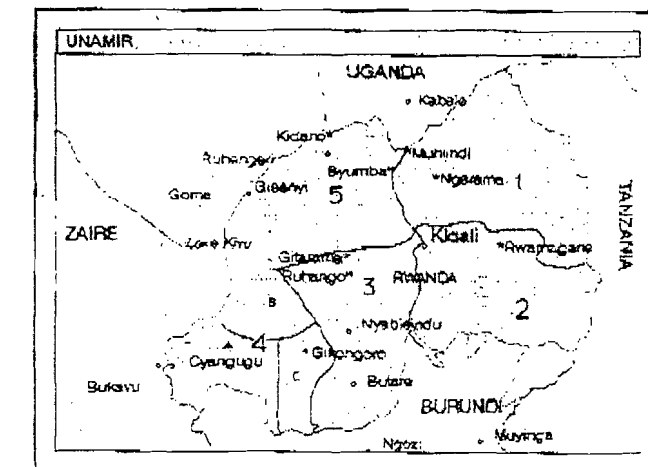 UNAMIR
UGANDA
Kabale
Kidaho
Ruhengeri
Mulindi
Byumba
Ngarama
1
Goma
Gisenyi
5
TANZANIA
ZAIRE
Lake Kivu
Kigali
Rwamagana
Gitarama
Ruhango
3
RWANDA
B
2
Nyabisindu
4
Gikongoro
Cyangugu
C
Bukavu
Butare
BURUNDI
Ngozi
Muyinga